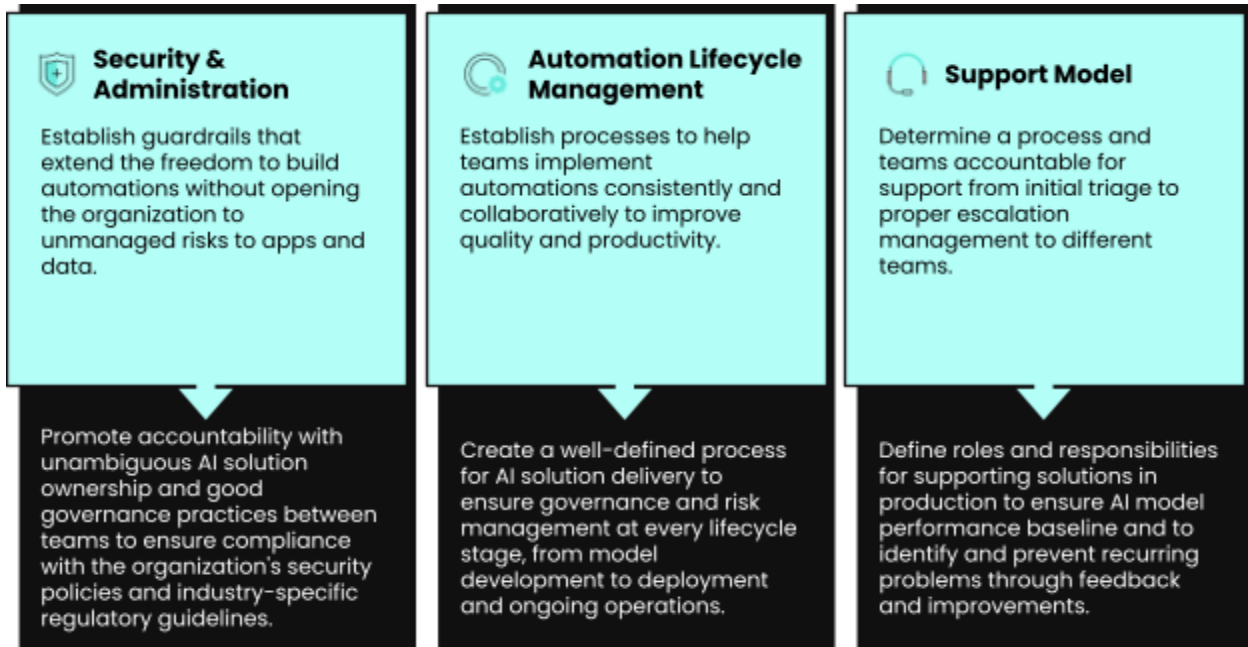 Security &
Administration
Establish guardrails that
extend the freedom to build
automations without opening
the organization to
unmanaged risks to apps and
data.
Promote accountability with
unambiguous AI solution
ownership and good
governance practices between
teams to ensure compliance
with the organization's security
policies and industry-specific
regulatory guidelines.
Automation Lifecycle
Management
Establish processes to help
teams implement
automations consistently and
collaboratively to improve
quality and productivity.
Create a well-defined process
for AI solution delivery to
ensure governance and risk
management at every lifecycle
stage, from model
development to deployment
and ongoing operations.
Support Model
Determine a process and
teams accountable for
support from initial triage to
proper escalation
management to different
teams.
Define roles and responsibilities
for supporting solutions in
production to ensure AI model
performance baseline and to
identify and prevent recurring
problems through feedback
and improvements.